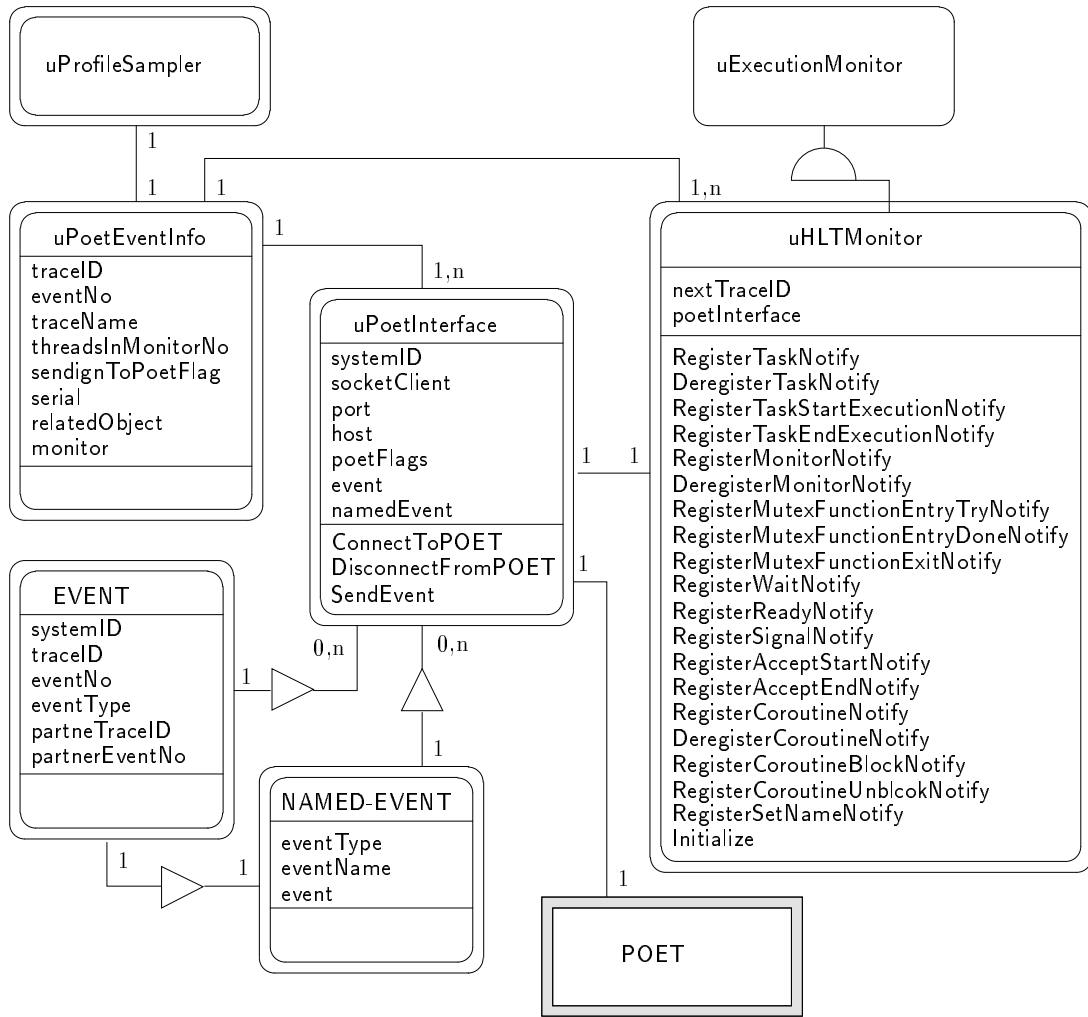 uProfileSampler
uExecutionMonitor
1
1
1
1,n
uPoetEventInfo
traceID
eventNo
traceName
threadsInMonitorNo
sendignToPoetFlag
serial
relatedObject
monitor
1
1,n
uPoetInterface
systemID
socketClient
port
host
poetFlags
event
namedEvent
ConnectToPOET
DisconnectFromPOET
SendEvent
1
1
uHLTMonitor
nextTraceID
poetInterface
RegisterTaskNotify
DeregisterTaskNotify
RegisterTaskStartExecutionNotify
RegisterTaskEndExecutionNotify
RegisterMonitorNotify
DeregisterMonitorNotify
RegisterMutexFunctionEntryTryNotify
RegisterMutexFunctionEntryDoneNotify
RegisterMutexFunctionExitNotify
RegisterWaitNotify
RegisterReadyNotify
RegisterSignalNotify
RegisterAcceptStartNotify
RegisterAcceptEndNotify
RegisterCoroutineNotify
DeregisterCoroutineNotify
RegisterCoroutineBlockNotify
RegisterCoroutineUnblcokNotify
RegisterSetNameNotify
Initialize
1
EVENT
systemID
traceID
eventNo
eventType
partneTraceID
partnerEventNo
0,n
0,n
1
1
1
1
NAMED-EVENT
eventType
eventName
event
1
POET